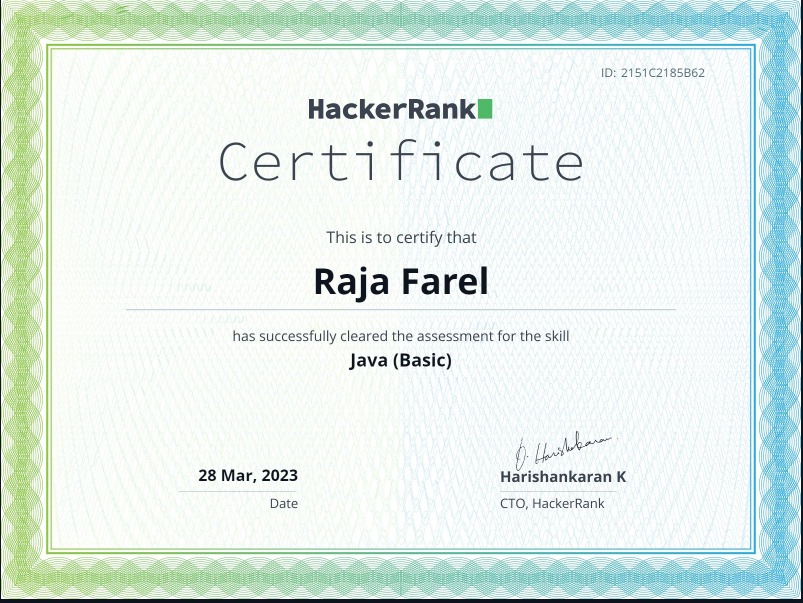 ID: 2151C2185B62
HackerRank
Certificate
This is to certify that
Raja Farel
has successfully cleared the assessment for the skill
Java (Basic)
28 Mar, 2023
Date
D. Harishankaran
Harishankaran K
CTO, HackerRank